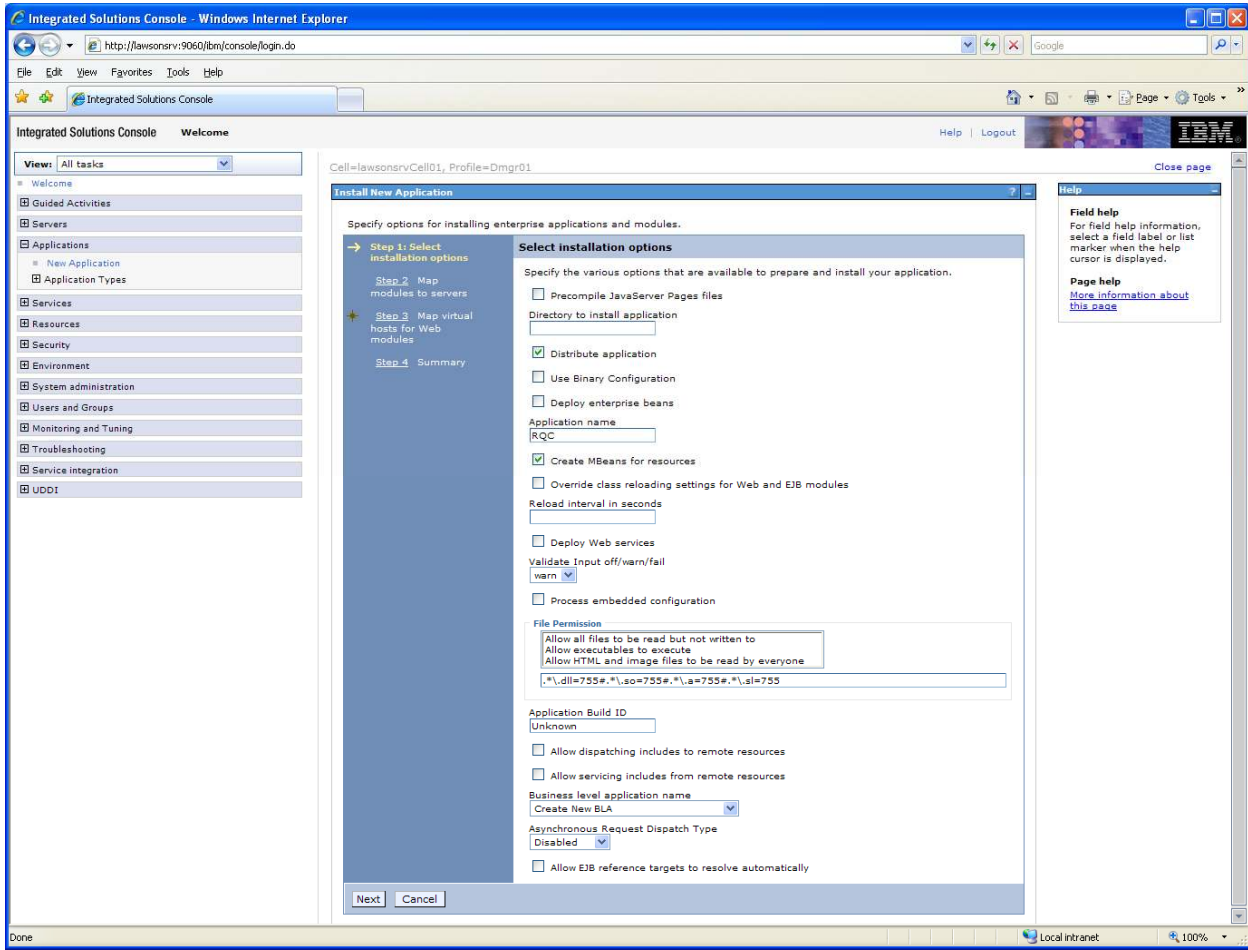 Integrated Solutions Console - Windows Internet Explorer
http://lawsonsrv:9060/ibm/console/login.do
Google
File Edit View Favorites Tools Help
Integrated Solutions Console
Page Tools »
Integrated Solutions Console Welcome
Help | Logout
IBM
View: All tasks
Welcome
Guided Activities
Servers
Applications
New Application
Application Types
Services
Resources
Security
Environment
System administration
Users and Groups
Monitoring and Tuning
Troubleshooting
Service integration
UDDI
Cell=lawsonsrvCell01, Profile=Dmgr01
Close page
Install New Application
? -
Specify options for installing enterprise applications and modules.
Step 1: Select
installation options
Step 2 Map
modules to servers
Step 3 Map virtual
hosts for Web
modules
Step 4 Summary
Select installation options
Specify the various options that are available to prepare and install your application.
Precompile JavaServer Pages files
Directory to install application
Distribute application
Use Binary Configuration
Deploy enterprise beans
Application name
RQC
Create MBeans for resources
Override class reloading settings for Web and EJB modules
Reload interval in seconds
Deploy Web services
Validate Input off/warn/fail
warn
Process embedded configuration
File Permission
Allow all files to be read but not written to
Allow executables to execute
Allow HTML and image files to be read by everyone
.*\.dll=755#.*\.so=755#.*\.a=755#.*\.sl=755
Application Build ID
Unknown
Allow dispatching includes to remote resources
Allow servicing includes from remote resources
Business level application name
Create New BLA
Asynchronous Request Dispatch Type
Disabled
Allow EJB reference targets to resolve automatically
Next Cancel
Help
Field help
For field help information,
select a field label or list
marker when the help
cursor is displayed.
Page help
More information about
this page
Done
Local intranet
100%